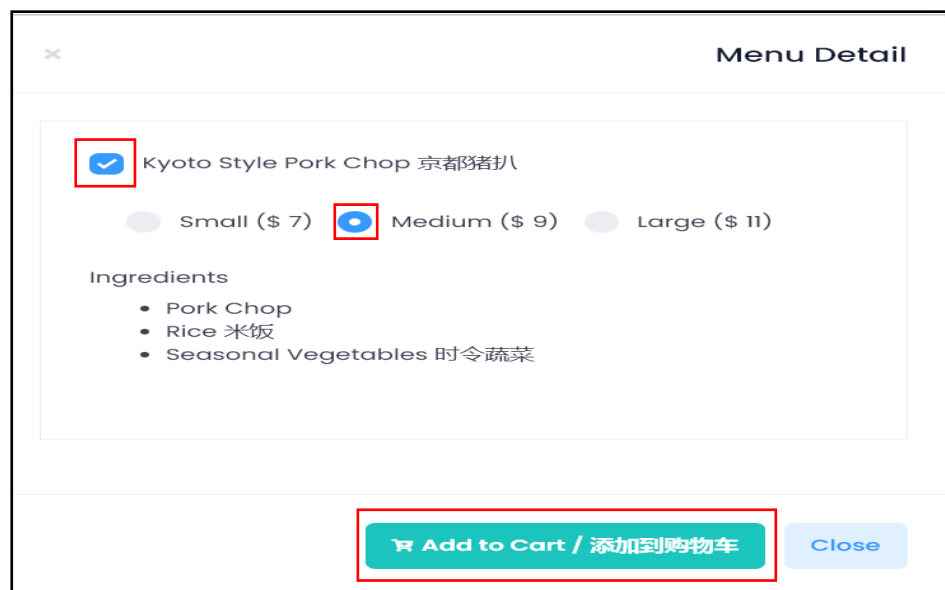 Menu Detail
Kyoto Style Pork Chop 京都猪扒
Small ($ 7) Medium ($ 9) Large ($ 11)
Ingredients
Pork Chop
Rice 米饭
Seasonal Vegetables 时令蔬菜
Add to Cart / 添加到购物车 Close